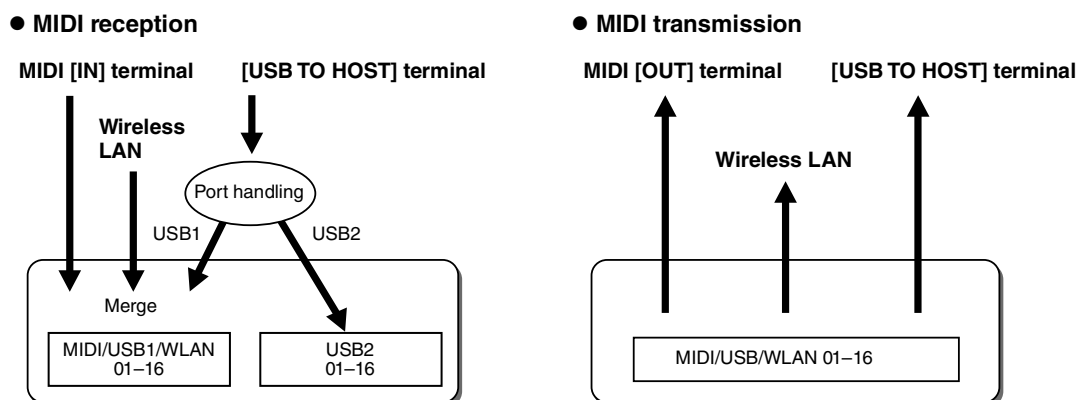 ● MIDI reception
MIDI [IN] terminal
[USB TO HOST] terminal
Wireless
LAN
Port handling
USB1
USB2
Merge
MIDI/USB1/WLAN
01–16
USB2
01–16
● MIDI transmission
MIDI [OUT] terminal
[USB TO HOST] terminal
Wireless LAN
MIDI/USB/WLAN 01–16